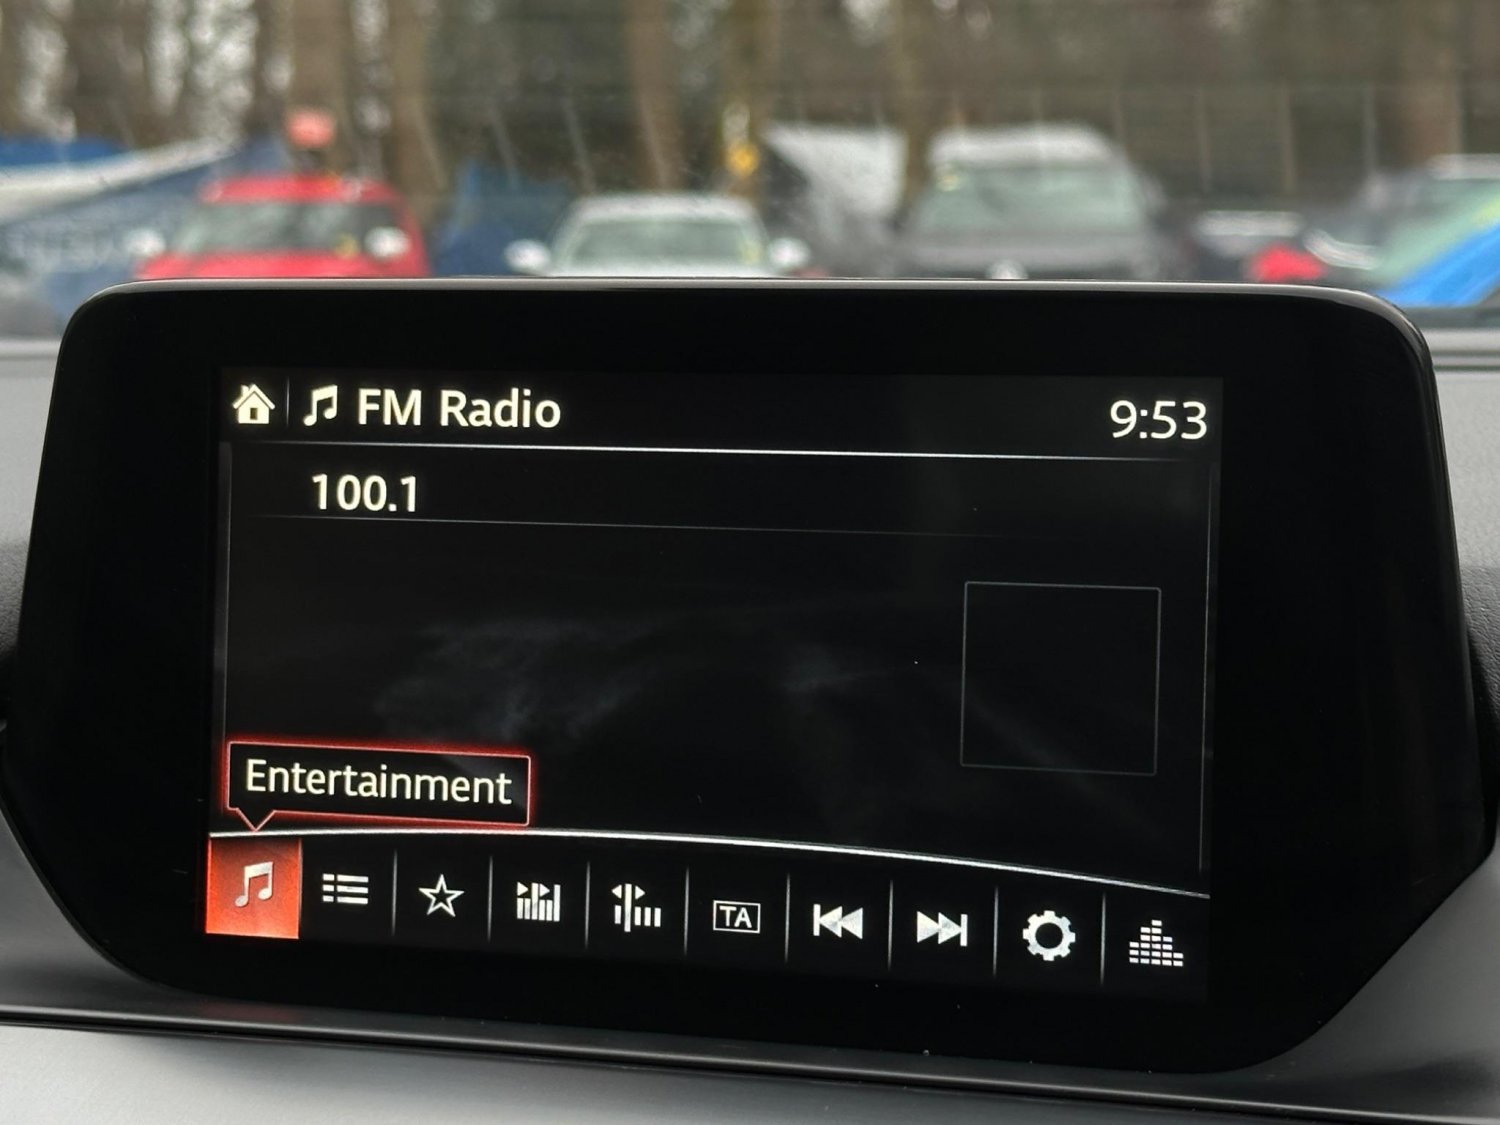 FM Radio
9:53
100.1
Entertainment
TA